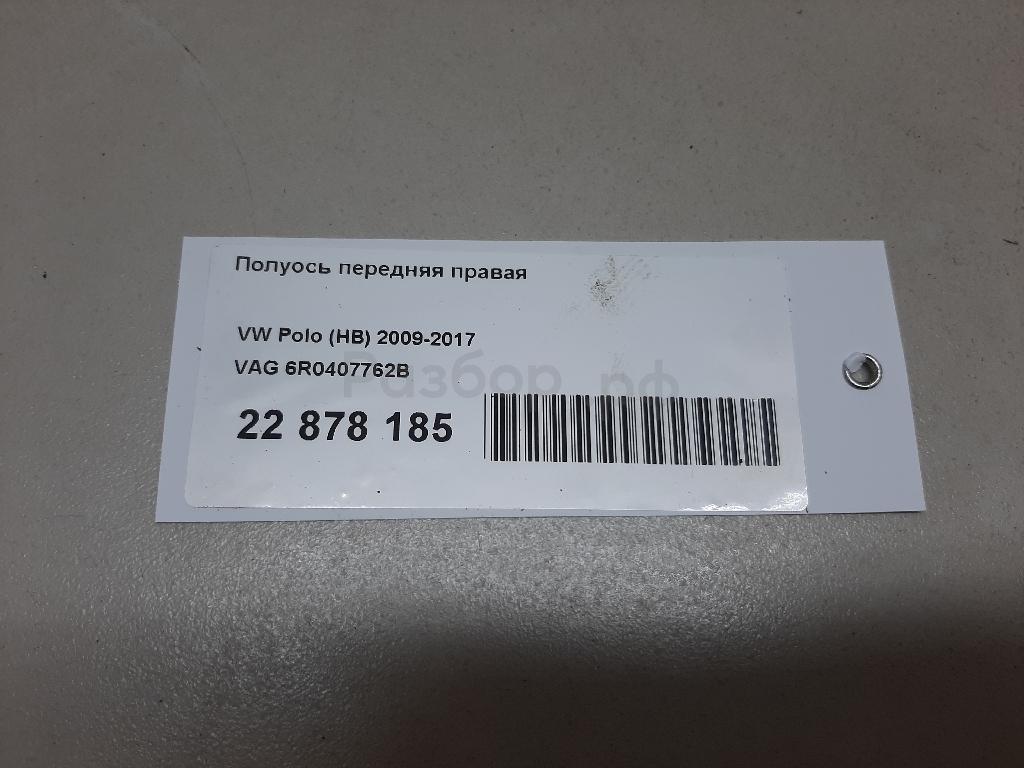 Полуось передняя правая
VW Polo (HB) 2009-2017
VAG 6R0407762B
Разбор.рф
22 878 185